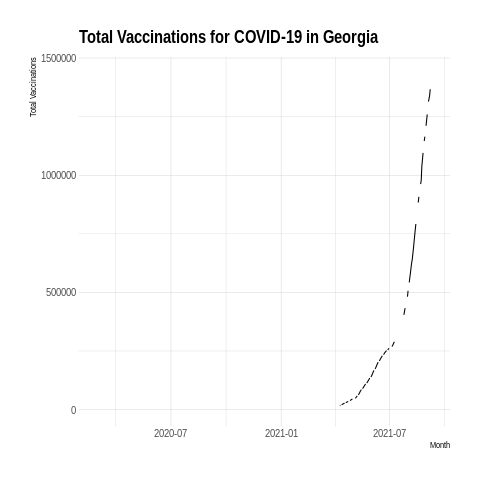 Total Vaccinations for COVID-19 in Georgia
Total Vaccinations
1500000
1000000
500000
0
2020-07 2021-01 2021-07
Month